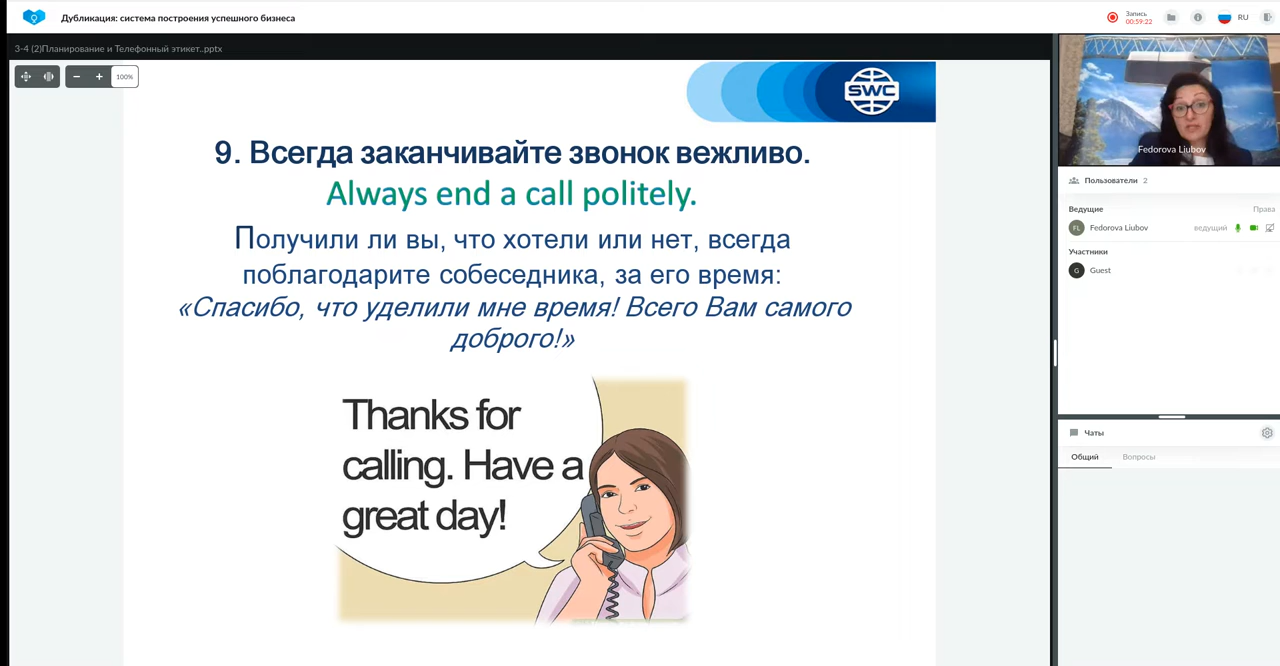 Дубликация: система построения успешного бизнеса
Запись
00:59:22
RU
3-4 (2)Планирование и Телефонный этикет..pptx
100%
SWC
9. Всегда заканчивайте звонок вежливо.
Always end a call politely.
Получили ли вы, что хотели или нет, всегда
поблагодарите собеседника, за его время:
«Спасибо, что уделили мне время! Всего Вам самого
доброго!»
Thanks for
calling. Have a
great day!
Fedorova Liubov
Пользователи 2
Ведущие Права
FL Fedorova Liubov ведущий
Участники
G Guest
Чаты
Общий Вопросы